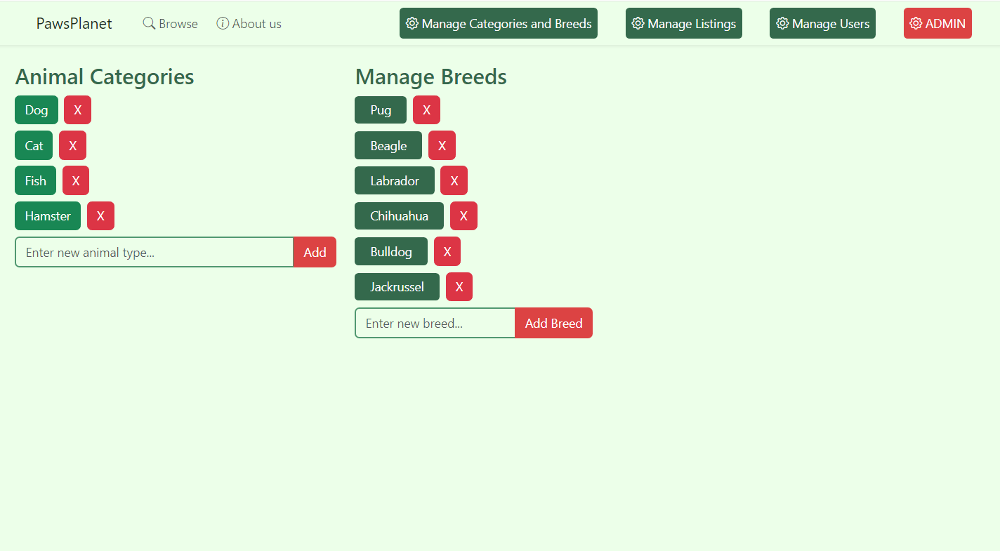 PawsPlanet Browse About us Manage Categories and Breeds Manage Listings Manage Users ADMIN
Animal Categories
Dog X
Cat X
Fish X
Hamster X
Enter new animal type... Add
Manage Breeds
Pug X
Beagle X
Labrador X
Chihuahua X
Bulldog X
Jackrussel X
Enter new breed... Add Breed